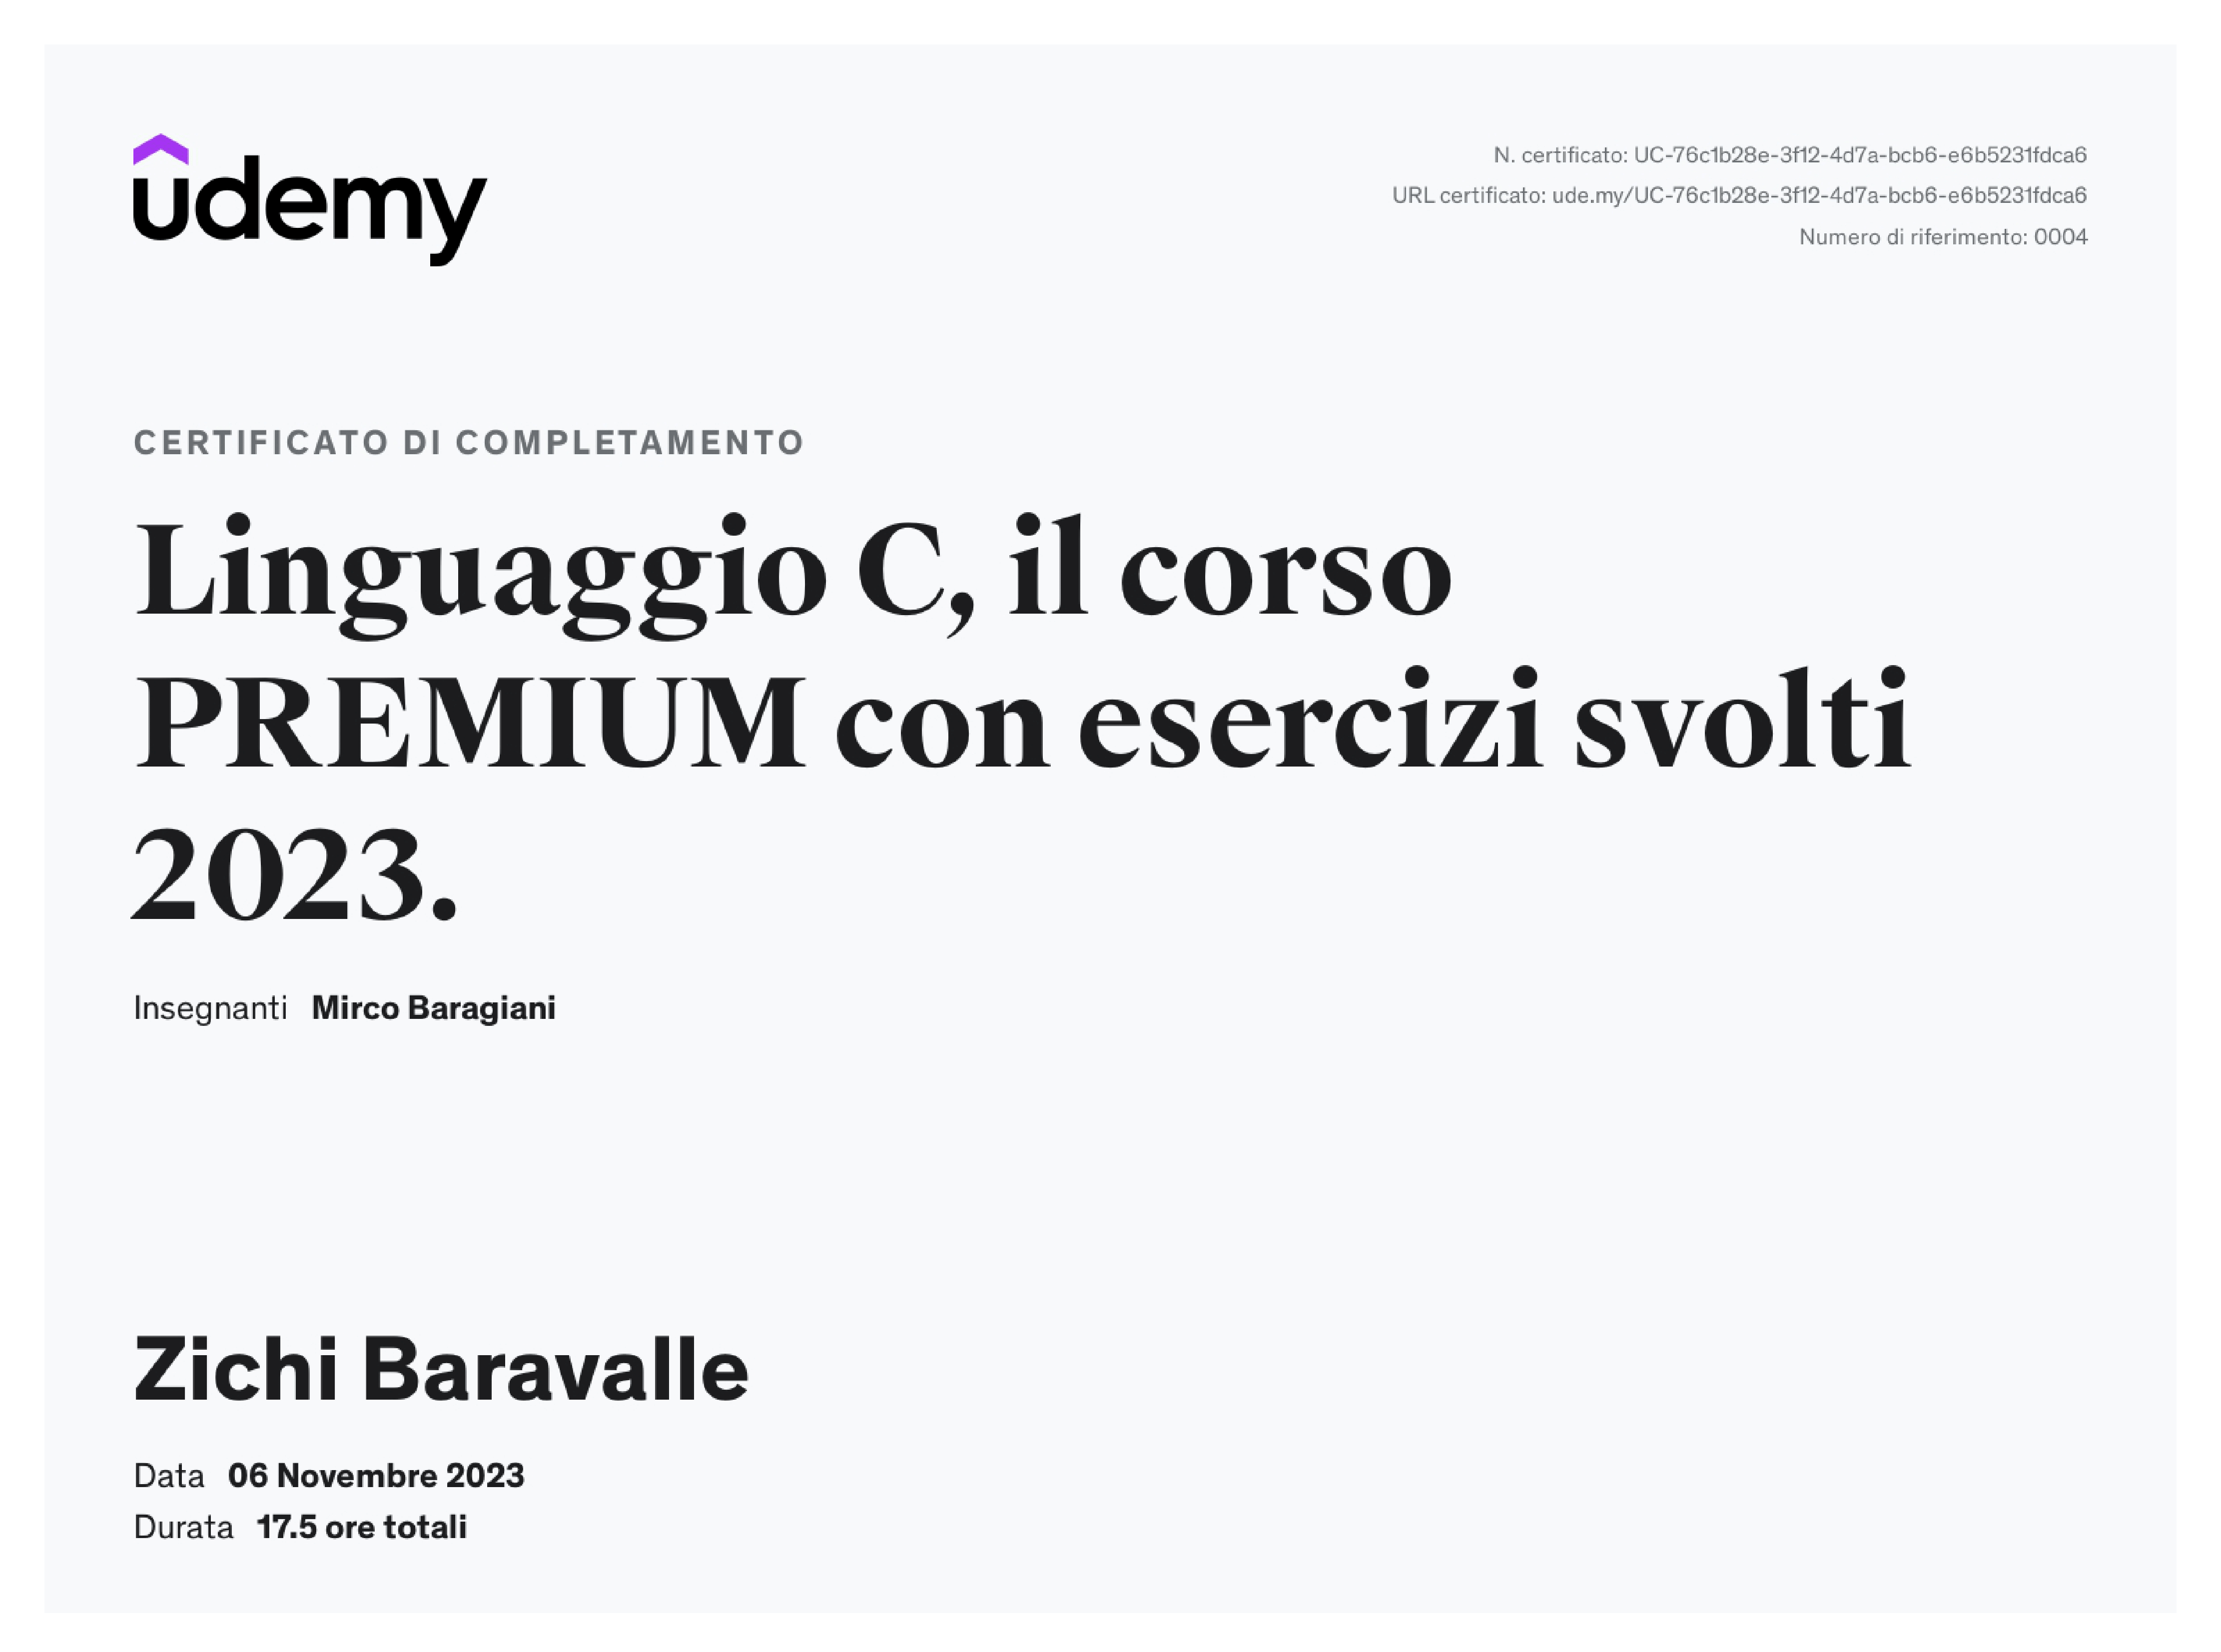 udemy
N. certificato: UC-76c1b28e-3f12-4d7a-bcb6-e6b5231fdca6
URL certificato: ude.my/UC-76c1b28e-3f12-4d7a-bcb6-e6b5231fdca6
Numero di riferimento: 0004
CERTIFICATO DI COMPLETAMENTO
Linguaggio C, il corso
PREMIUM con esercizi svolti
2023.
Insegnanti Mirco Baragiani
Zichi Baravalle
Data 06 Novembre 2023
Durata 17.5 ore totali